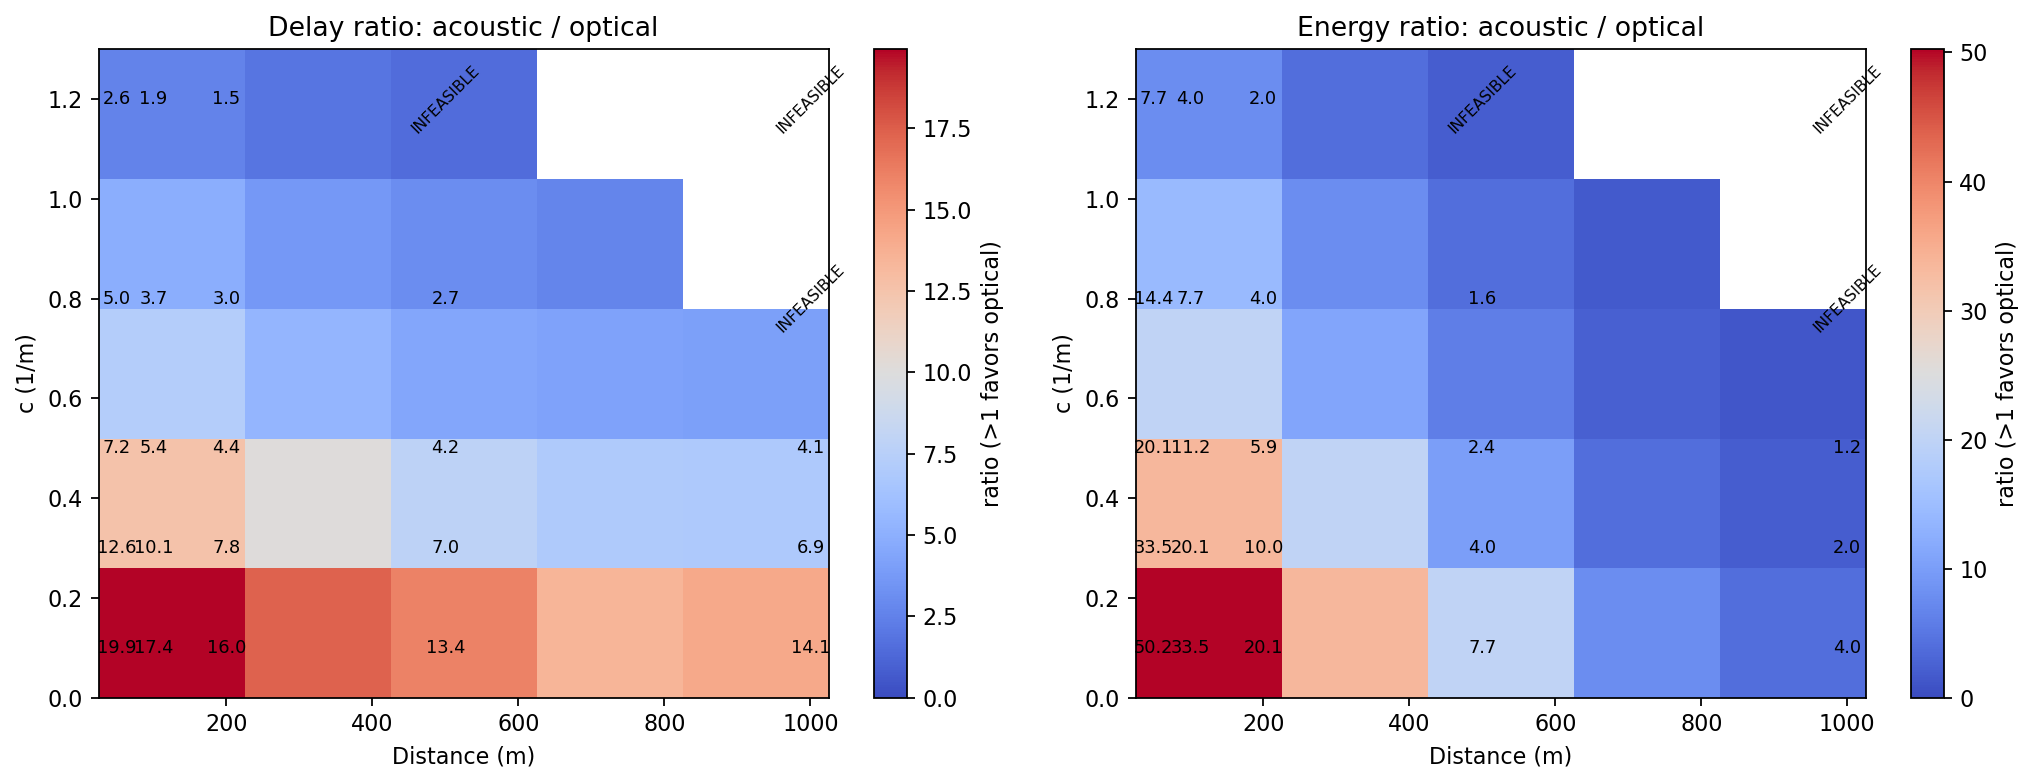 Delay ratio: acoustic / optical
c (1/m)
1.2
1.0
0.8
0.6
0.4
0.2
0.0
2.6 1.9 1.5 INFEASIBLE INFEASIBLE
5.0 3.7 3.0 2.7 INFEASIBLE
7.2 5.4 4.4 4.2 4.1
12.6 10.1 7.8 7.0 6.9
19.9 17.4 16.0 13.4 14.1
200 400 600 800 1000
Distance (m)
17.5
15.0
12.5
10.0
7.5
5.0
2.5
0.0
ratio (>1 favors optical)
Energy ratio: acoustic / optical
c (1/m)
1.2
1.0
0.8
0.6
0.4
0.2
0.0
7.7 4.0 2.0 INFEASIBLE INFEASIBLE
14.4 7.7 4.0 1.6 INFEASIBLE
20.1 11.2 5.9 2.4 1.2
33.5 20.1 10.0 4.0 2.0
50.2 33.5 20.1 7.7 4.0
200 400 600 800 1000
Distance (m)
50
40
30
20
10
0
ratio (>1 favors optical)